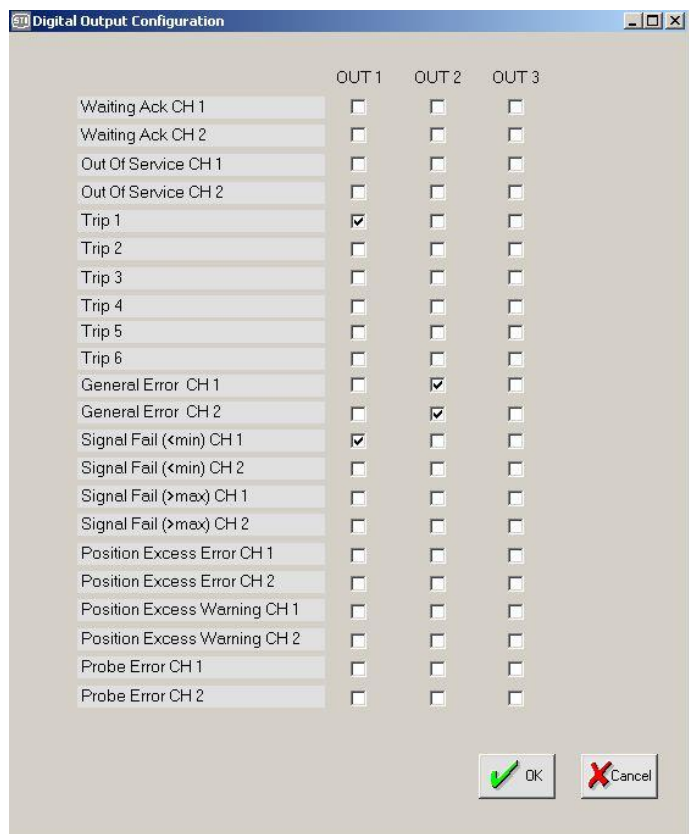 STI Digital Output Configuration
OUT 1 OUT 2 OUT 3
Waiting Ack CH 1
Waiting Ack CH 2
Out Of Service CH 1
Out Of Service CH 2
Trip 1
Trip 2
Trip 3
Trip 4
Trip 5
Trip 6
General Error CH 1
General Error CH 2
Signal Fail (<min) CH 1
Signal Fail (<min) CH 2
Signal Fail (>max) CH 1
Signal Fail (>max) CH 2
Position Excess Error CH 1
Position Excess Error CH 2
Position Excess Warning CH 1
Position Excess Warning CH 2
Probe Error CH 1
Probe Error CH 2
OK Cancel